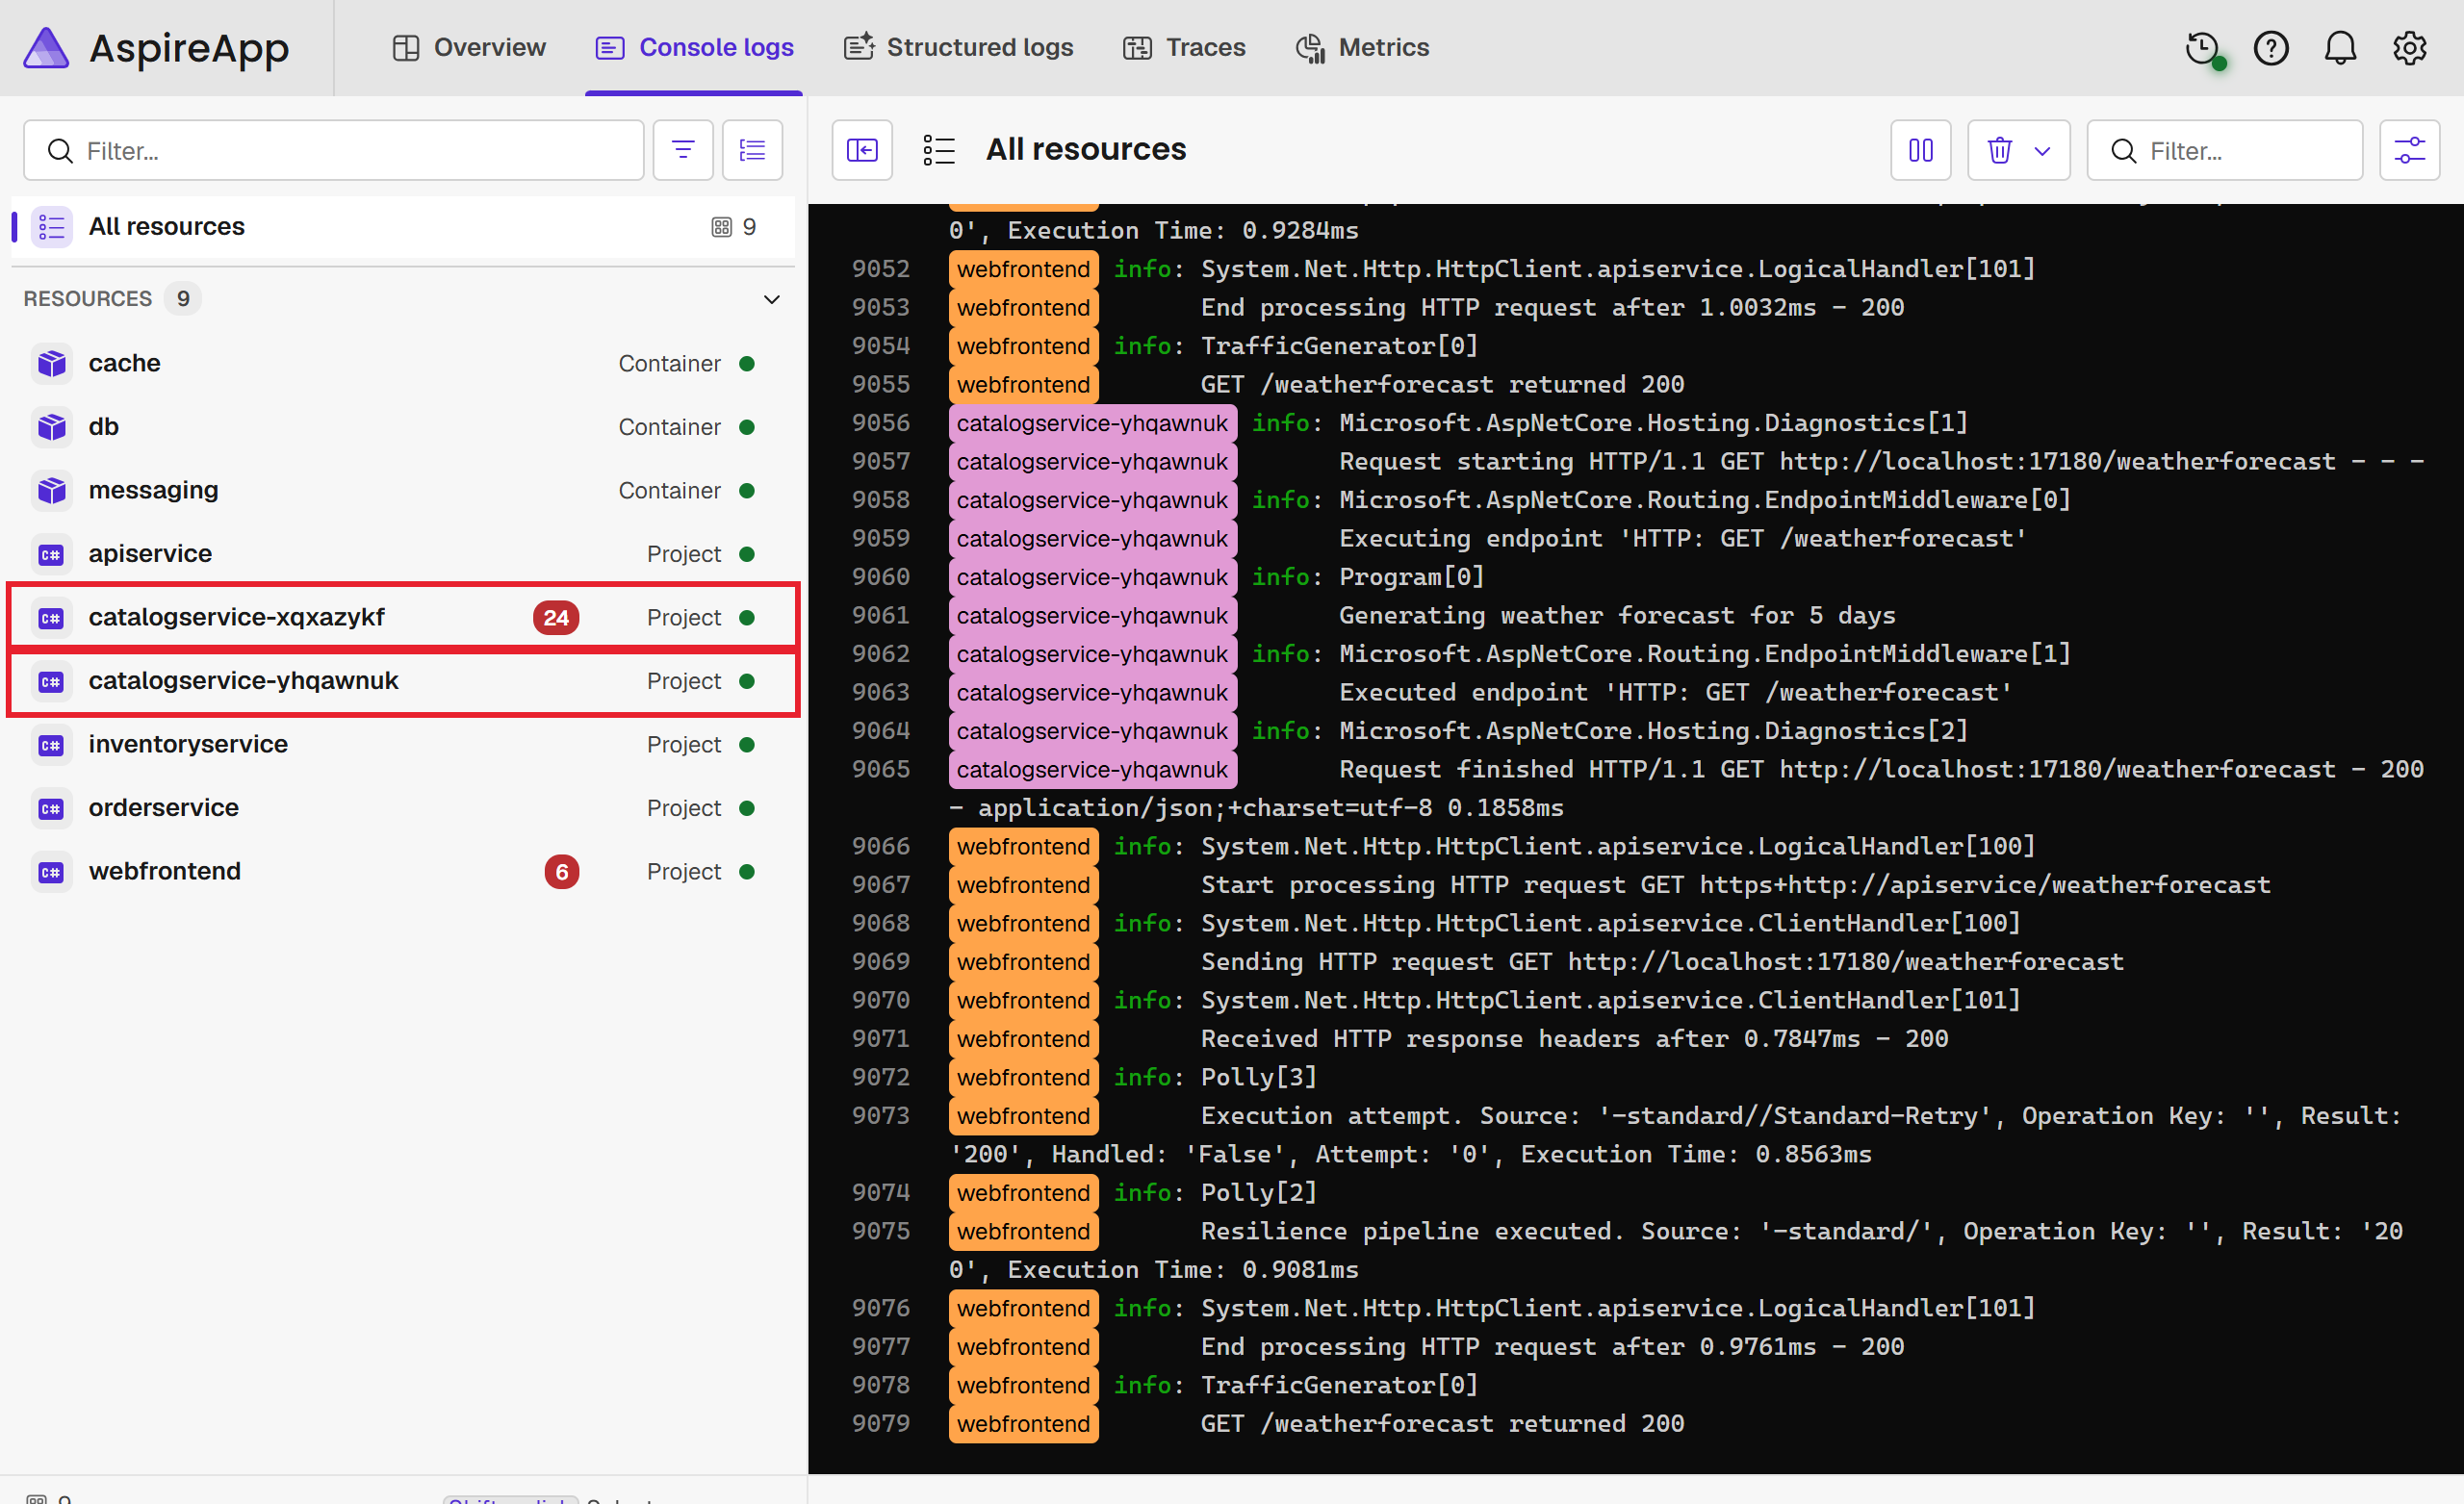 AspireApp
Overview
Console logs
Structured logs
Traces
Metrics
Filter...
All resources
9
RESOURCES 9
cache Container
db Container
messaging Container
apiservice Project
catalogservice-xqxazykf 24 Project
catalogservice-yhqawnuk Project
inventoryservice Project
orderservice Project
webfrontend 6 Project
9
All resources
Filter...
0', Execution Time: 0.9284ms
9052 webfrontend info: System.Net.Http.HttpClient.apiservice.LogicalHandler[101]
9053 webfrontend End processing HTTP request after 1.0032ms - 200
9054 webfrontend info: TrafficGenerator[0]
9055 webfrontend GET /weatherforecast returned 200
9056 catalogservice-yhqawnuk info: Microsoft.AspNetCore.Hosting.Diagnostics[1]
9057 catalogservice-yhqawnuk Request starting HTTP/1.1 GET http://localhost:17180/weatherforecast - - -
9058 catalogservice-yhqawnuk info: Microsoft.AspNetCore.Routing.EndpointMiddleware[0]
9059 catalogservice-yhqawnuk Executing endpoint 'HTTP: GET /weatherforecast'
9060 catalogservice-yhqawnuk info: Program[0]
9061 catalogservice-yhqawnuk Generating weather forecast for 5 days
9062 catalogservice-yhqawnuk info: Microsoft.AspNetCore.Routing.EndpointMiddleware[1]
9063 catalogservice-yhqawnuk Executed endpoint 'HTTP: GET /weatherforecast'
9064 catalogservice-yhqawnuk info: Microsoft.AspNetCore.Hosting.Diagnostics[2]
9065 catalogservice-yhqawnuk Request finished HTTP/1.1 GET http://localhost:17180/weatherforecast - 200
- application/json;+charset=utf-8 0.1858ms
9066 webfrontend info: System.Net.Http.HttpClient.apiservice.LogicalHandler[100]
9067 webfrontend Start processing HTTP request GET https+http://apiservice/weatherforecast
9068 webfrontend info: System.Net.Http.HttpClient.apiservice.ClientHandler[100]
9069 webfrontend Sending HTTP request GET http://localhost:17180/weatherforecast
9070 webfrontend info: System.Net.Http.HttpClient.apiservice.ClientHandler[101]
9071 webfrontend Received HTTP response headers after 0.7847ms - 200
9072 webfrontend info: Polly[3]
9073 webfrontend Execution attempt. Source: '-standard//Standard-Retry', Operation Key: '', Result:
'200', Handled: 'False', Attempt: '0', Execution Time: 0.8563ms
9074 webfrontend info: Polly[2]
9075 webfrontend Resilience pipeline executed. Source: '-standard/', Operation Key: '', Result: '20
0', Execution Time: 0.9081ms
9076 webfrontend info: System.Net.Http.HttpClient.apiservice.LogicalHandler[101]
9077 webfrontend End processing HTTP request after 0.9761ms - 200
9078 webfrontend info: TrafficGenerator[0]
9079 webfrontend GET /weatherforecast returned 200